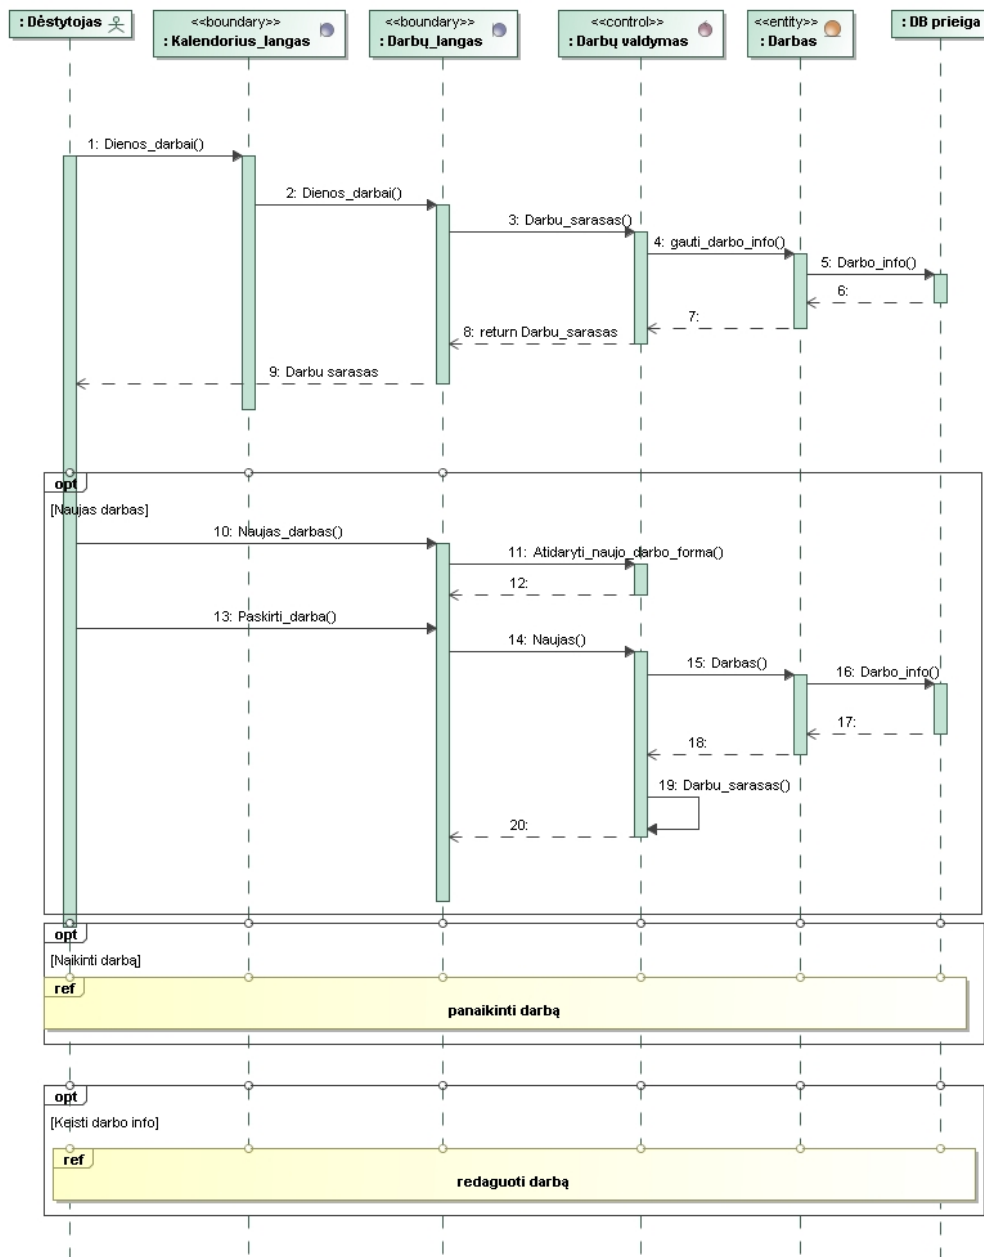 : Dėstytojas
<<boundary>>
: Kalendorius_langas
<<boundary>>
: Darbų_langas
<<control>>
: Darbų valdymas
<<entity>>
: Darbas
: DB prieiga
1: Dienos_darbai()
2: Dienos_darbai()
3: Darbu_sarasas()
4: gauti_darbo_info()
5: Darbo_info()
6:
7:
8: return Darbu_sarasas
9: Darbu sarasas
opt
[Naujas darbas]
10: Naujas_darbas()
11: Atidaryti_naujo_darbo_forma()
12:
13: Paskirti_darba()
14: Naujas()
15: Darbas()
16: Darbo_info()
17:
18:
19: Darbu_sarasas()
20:
opt
[Naikinti darbą]
ref
panaikinti darbą
opt
[Keisti darbo info]
ref
redaguoti darbą